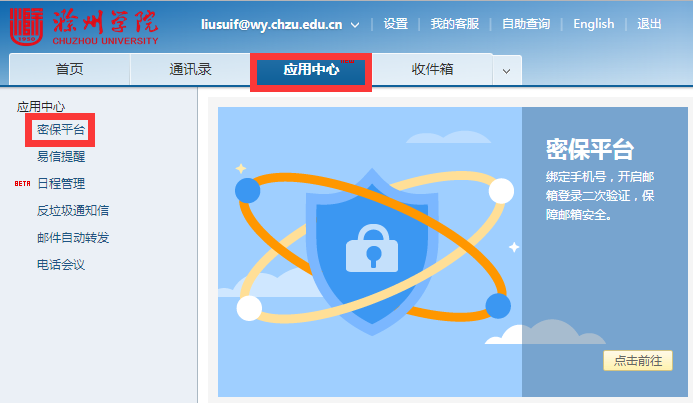 滁州学院
CHUZHOU UNIVERSITY
liusuif@wy.chzu.edu.cn
设置
我的客服
自助查询
English
退出
首页
通讯录
应用中心
收件箱
应用中心
密保平台
易信提醒
BETA 日程管理
反垃圾通知信
邮件自动转发
电话会议
密保平台
绑定手机号，开启邮
箱登录二次验证，保
障邮箱安全。
点击前往